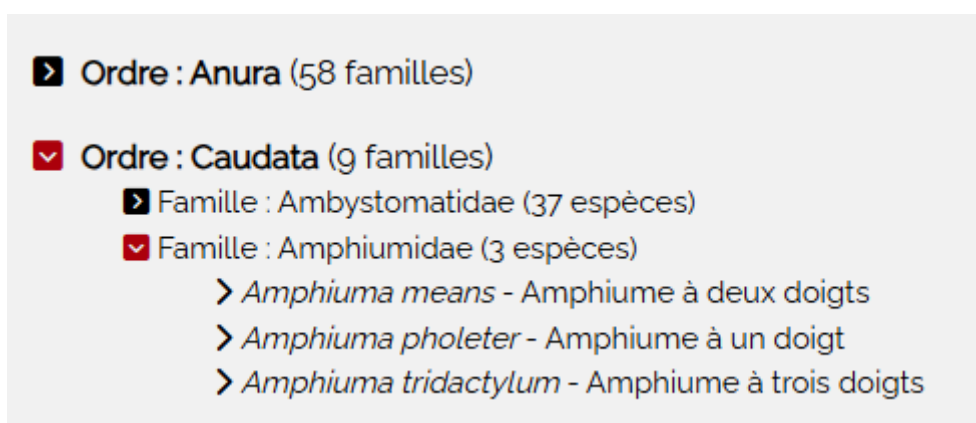 Ordre : Anura (58 familles)
Ordre : Caudata (9 familles)
Famille : Ambystomatidae (37 espèces)
Famille : Amphiumidae (3 espèces)
Amphiuma means - Amphiume à deux doigts
Amphiuma pholeter - Amphiume à un doigt
Amphiuma tridactylum - Amphiume à trois doigts